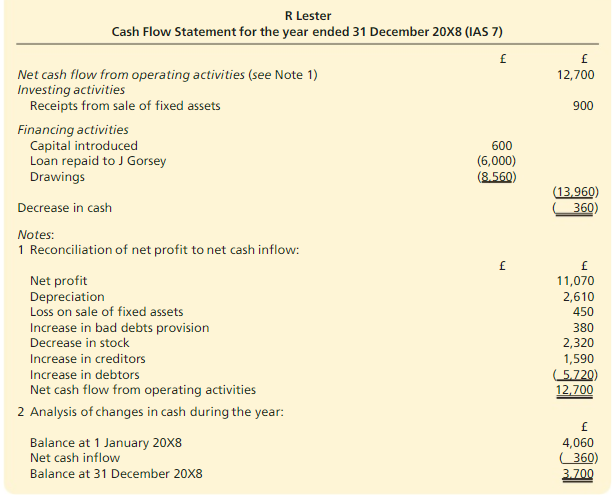 R Lester
Cash Flow Statement for the year ended 31 December 20X8 (IAS 7)
£ £
Net cash flow from operating activities (see Note 1) 12,700
Investing activities
Receipts from sale of fixed assets 900
Financing activities
Capital introduced 600
Loan repaid to J Gorsey (6,000)
Drawings (8,560)
(13,960)
Decrease in cash ( 360)
Notes:
1 Reconciliation of net profit to net cash inflow:
£ £
Net profit 11,070
Depreciation 2,610
Loss on sale of fixed assets 450
Increase in bad debts provision 380
Decrease in stock 2,320
Increase in creditors 1,590
Increase in debtors ( 5,720)
Net cash flow from operating activities 12,700
2 Analysis of changes in cash during the year:
£
Balance at 1 January 20X8 4,060
Net cash inflow ( 360)
Balance at 31 December 20X8 3,700